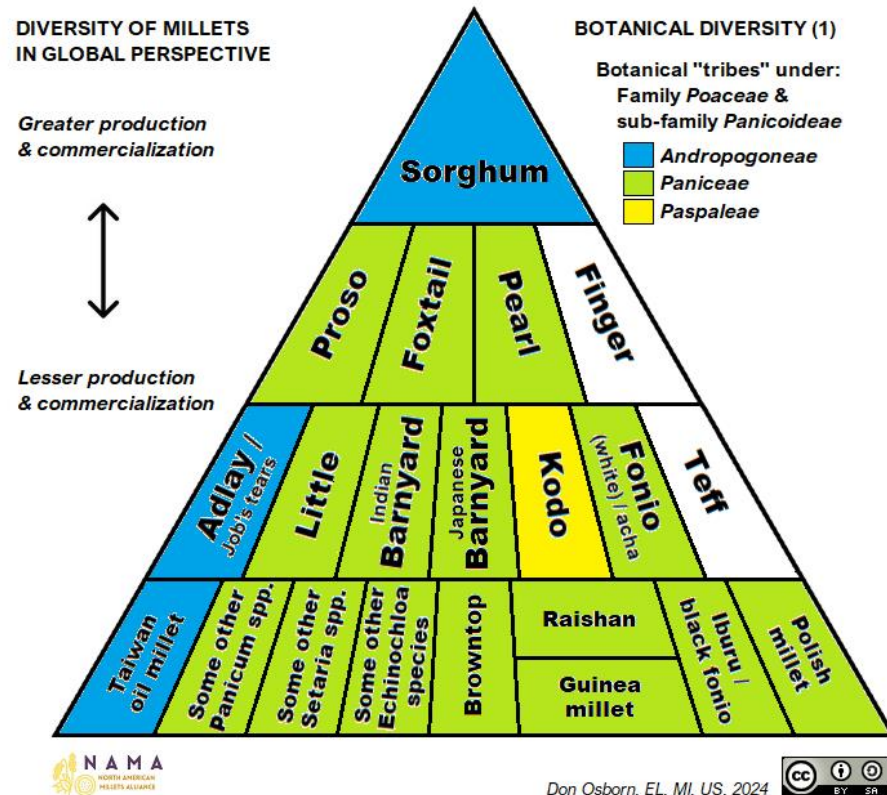 DIVERSITY OF MILLETS
IN GLOBAL PERSPECTIVE
Greater production
& commercialization
Lesser production
& commercialization
BOTANICAL DIVERSITY (1)
Botanical "tribes" under:
Family Poaceae &
sub-family Panicoideae
Andropogoneae
Paniceae
Paspaleae
Sorghum
Proso
Foxtail
Pearl
Finger
Adlay /
Job's tears
Little
Indian
Barnyard
Japanese
Barnyard
Kodo
Fonio
(white) / acha
Teff
Taiwan
oil millet
Some other
Panicum spp.
Some other
Setaria spp.
Some other
Echinochloa
species
Browntop
Raishan
Guinea
millet
Iburu /
black fonio
Polish
millet
NAMA
NORTH AMERICAN
MILLETS ALLIANCE
Don Osborn, EL, MI, US, 2024
cc
BY SA